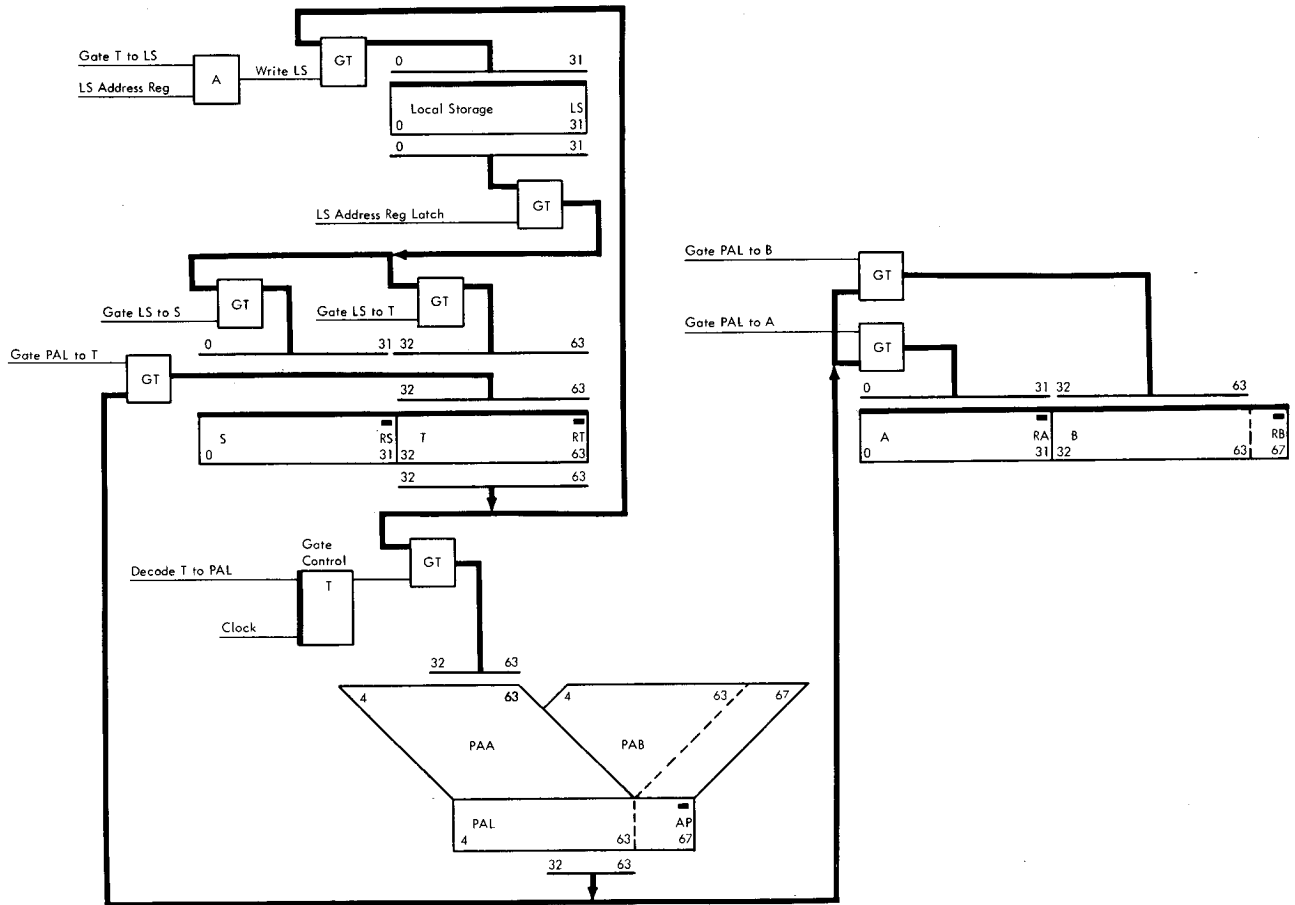 Gate T to LS
LS Address Reg
A
Write LS
GT
0 31
Local Storage LS
0 31
0 31
LS Address Reg Latch
GT
Gate LS to S
GT
Gate LS to T
GT
0 31 32 63
Gate PAL to T
GT
32 63
S RS T RT
0 31 32 63
32 63
Gate PAL to B
GT
Gate PAL to A
GT
0 31 32 63
A RA B RB
0 31 32 63 67
Gate
Control
Decode T to PAL
T
GT
Clock
32 63
4 63 4 63 67
PAA PAB
PAL AP
4 63 67
32 63